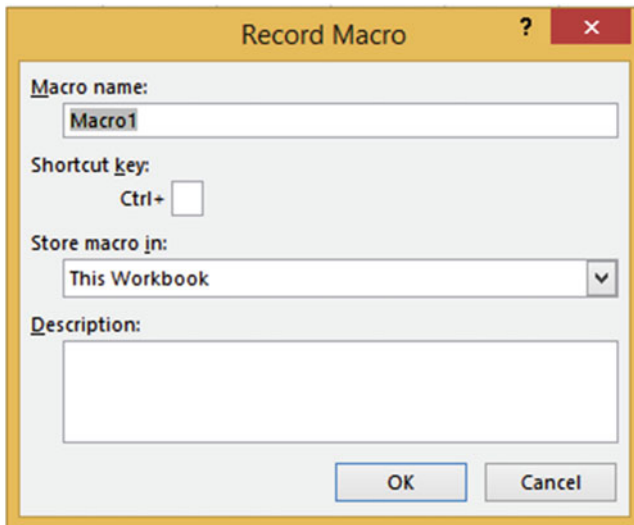 Record Macro
?
×
Macro name:
Macro1
Shortcut key:
Ctrl+
Store macro in:
This Workbook
Description:
OK
Cancel